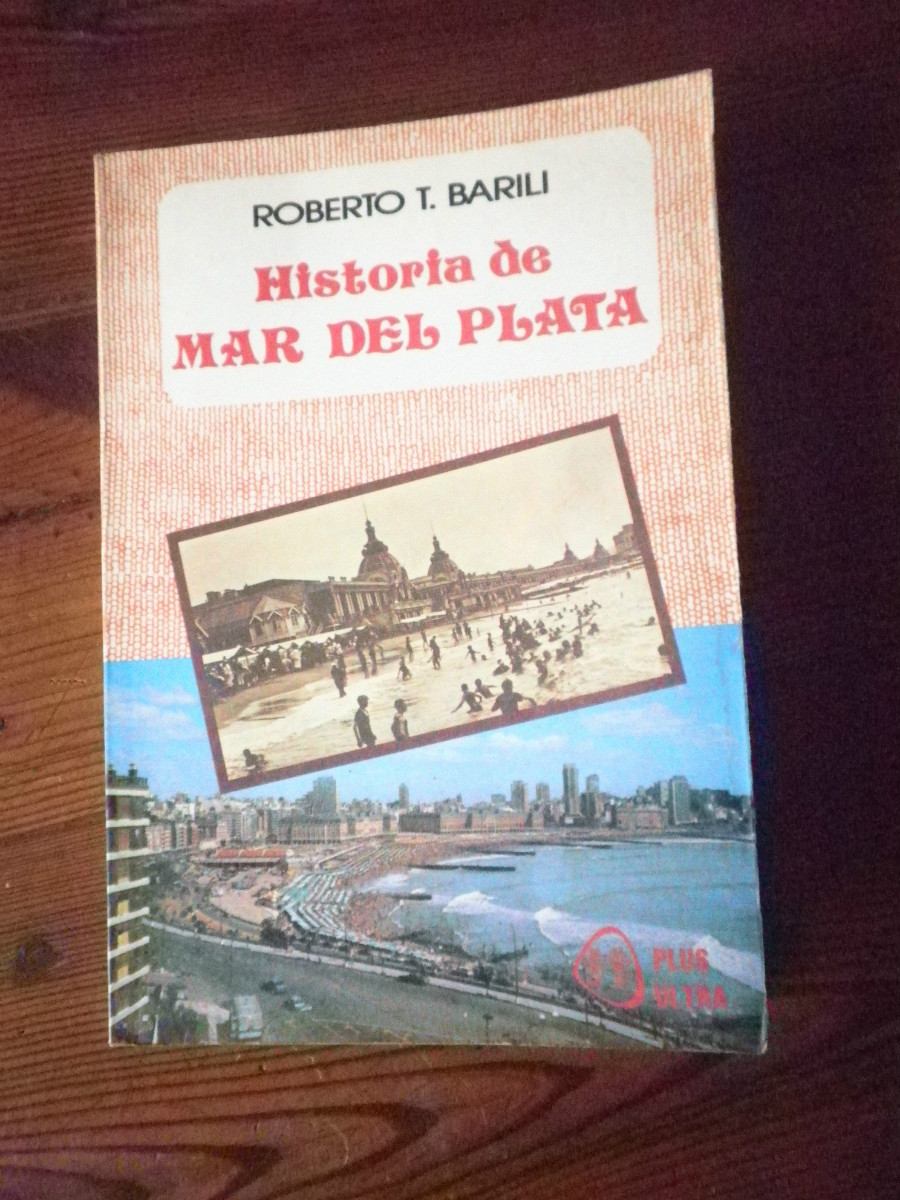 ROBERTO T. BARILI
Historia de
MAR DEL PLATA
PLUS
ULTRA